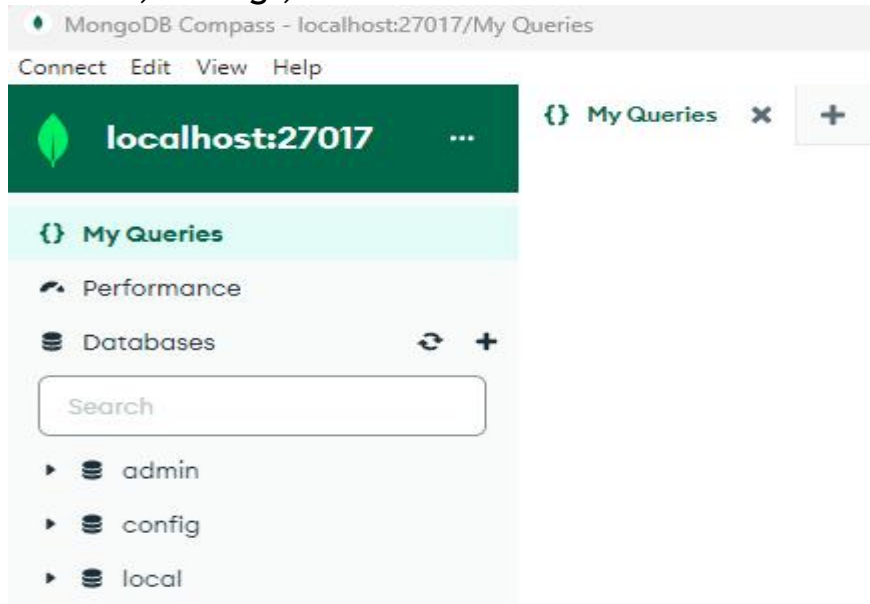 MongoDB Compass - localhost:27017/My Queries
Connect Edit View Help
localhost:27017 ...
{} My Queries
Performance
Databases
Search
admin
config
local
{} My Queries